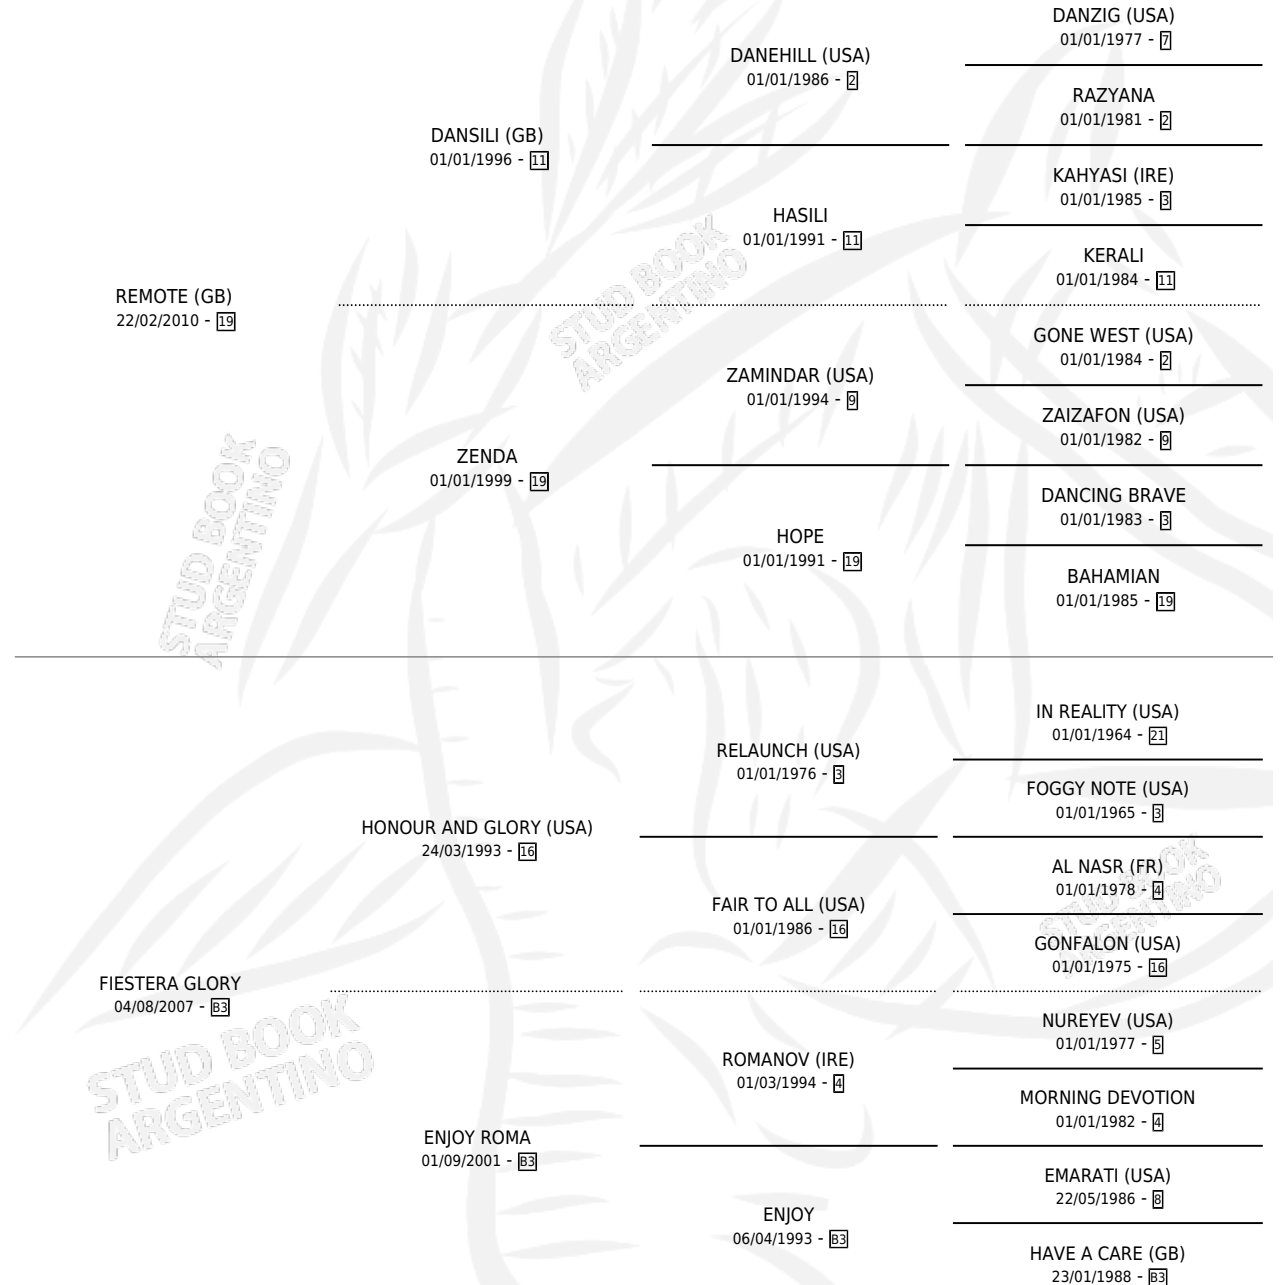 DANZIG (USA)
01/01/1977 - 7
DANEHILL (USA)
01/01/1986 - 2
RAZYANA
01/01/1981 - 2
DANSILI (GB)
01/01/1996 - 11
KAHYASI (IRE)
01/01/1985 - 3
HASILI
01/01/1991 - 11
KERALI
01/01/1984 - 11
REMOTE (GB)
22/02/2010 - 19
STUD BOOK
ARGENTINO
GONE WEST (USA)
01/01/1984 - 2
ZAMINDAR (USA)
01/01/1994 - 9
ZAIZAFON (USA)
01/01/1982 - 9
ZENDA
01/01/1999 - 19
DANCING BRAVE
01/01/1983 - 3
HOPE
01/01/1991 - 19
BAHAMIAN
01/01/1985 - 19
STUD BOOK
ARGENTINO
IN REALITY (USA)
01/01/1964 - 21
RELAUNCH (USA)
01/01/1976 - 3
FOGGY NOTE (USA)
01/01/1965 - 3
HONOUR AND GLORY (USA)
24/03/1993 - 16
AL NASR (FR)
01/01/1978 - 4
FAIR TO ALL (USA)
01/01/1986 - 16
STUD BOOK
ARGENTINO
GONFALON (USA)
01/01/1975 - 16
FIESTERA GLORY
04/08/2007 - B3
NUREYEV (USA)
01/01/1977 - 5
ROMANOV (IRE)
01/03/1994 - 4
STUD BOOK
ARGENTINO
MORNING DEVOTION
01/01/1982 - 4
ENJOY ROMA
01/09/2001 - B3
EMARATI (USA)
22/05/1986 - 8
ENJOY
06/04/1993 - B3
HAVE A CARE (GB)
23/01/1988 - B3